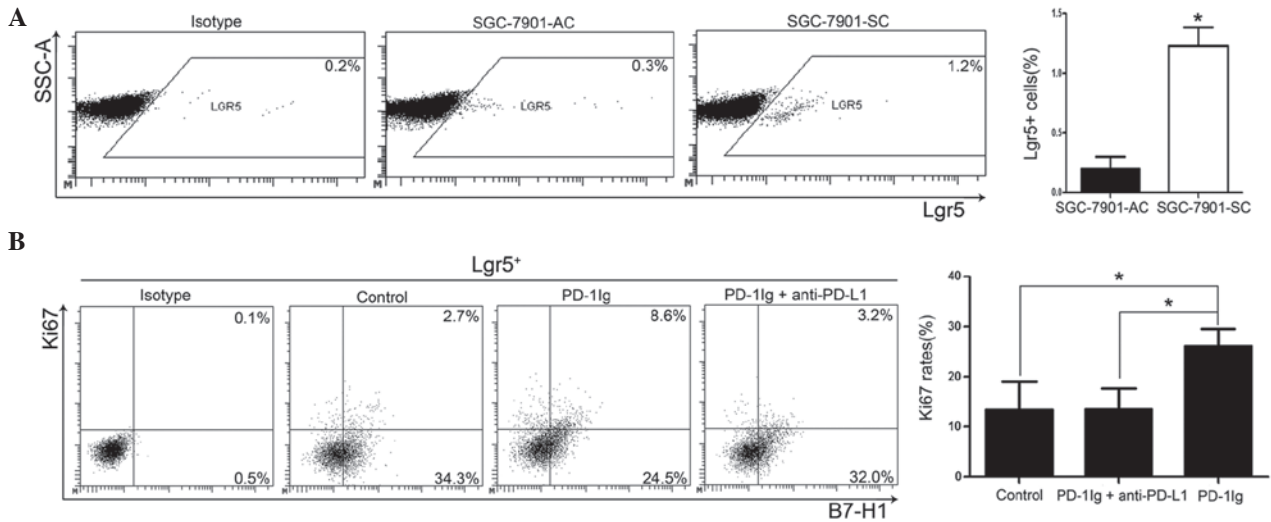 A
Isotype
SGC-7901-AC
SGC-7901-SC
SSC-A
0.2%
0.3%
1.2%
LGR5
LGR5
LGR5
M
M
M
Lgr5
*
Lgr5+ cells(%)
1.5
1.0
0.5
0.0
SGC-7901-AC
SGC-7901-SC
B
Lgr5+
Isotype
Control
PD-1Ig
PD-1Ig + anti-PD-L1
Ki67
0.1%
2.7%
8.6%
3.2%
0.5%
34.3%
24.5%
32.0%
M
M
M
M
B7-H1
*
*
Ki67 rates(%)
40
30
20
10
0
Control
PD-1Ig + anti-PD-L1
PD-1Ig